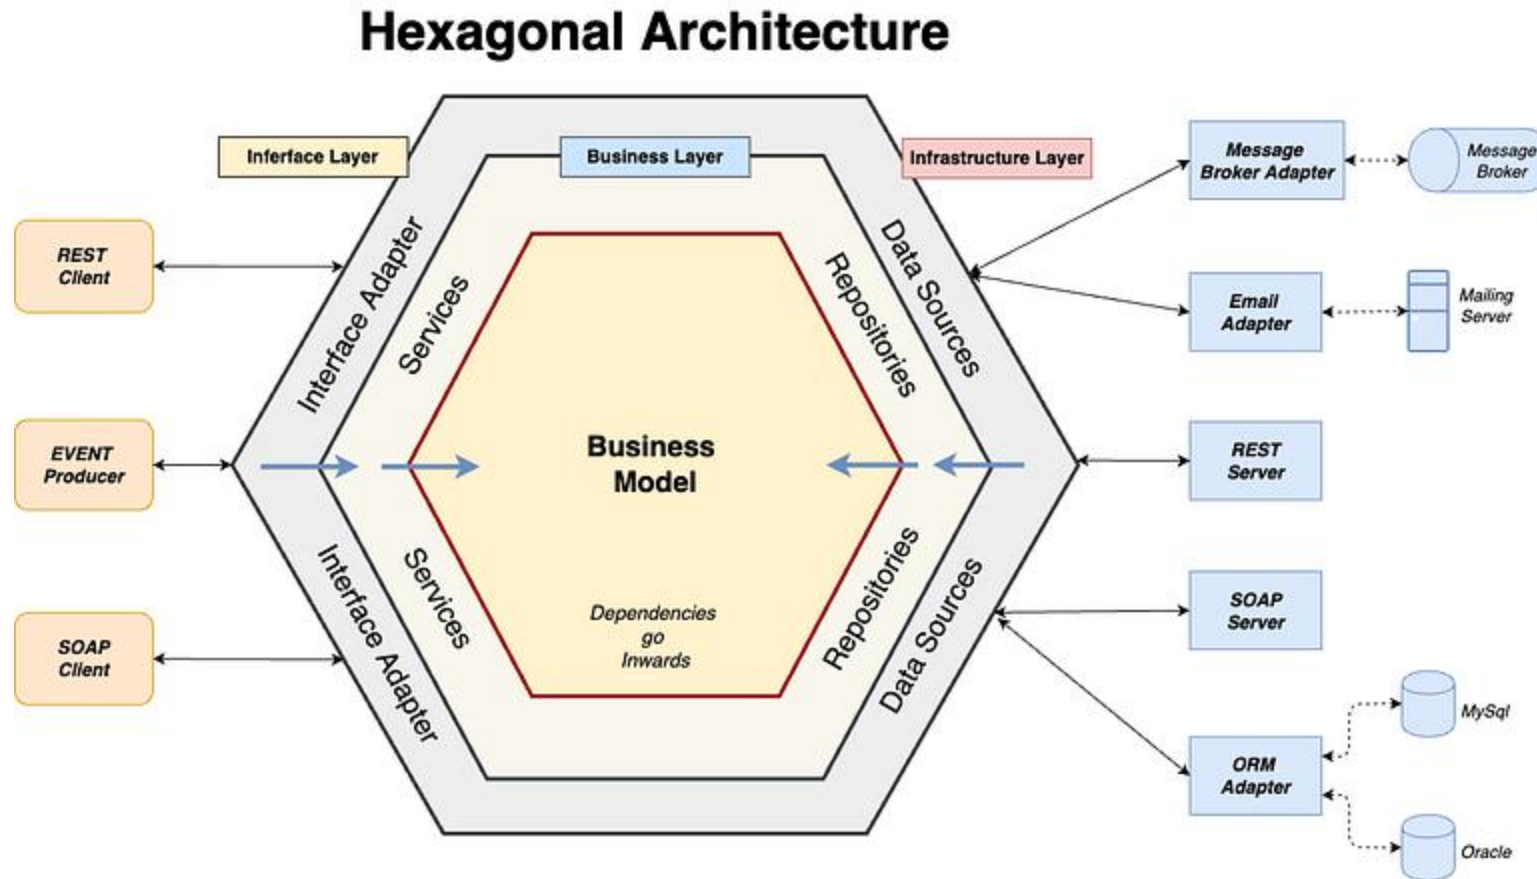 Hexagonal Architecture
Inferface Layer
Business Layer
Infrastructure Layer
Message
Broker Adapter
Message
Broker
REST
Client
Interface Adapter
Services
Repositories
Data Sources
Email
Adapter
Mailing
Server
EVENT
Producer
Business
Model
REST
Server
SOAP
Client
Interface Adapter
Services
Dependencies
go
Inwards
Repositories
Data Sources
SOAP
Server
ORM
Adapter
MySql
Oracle